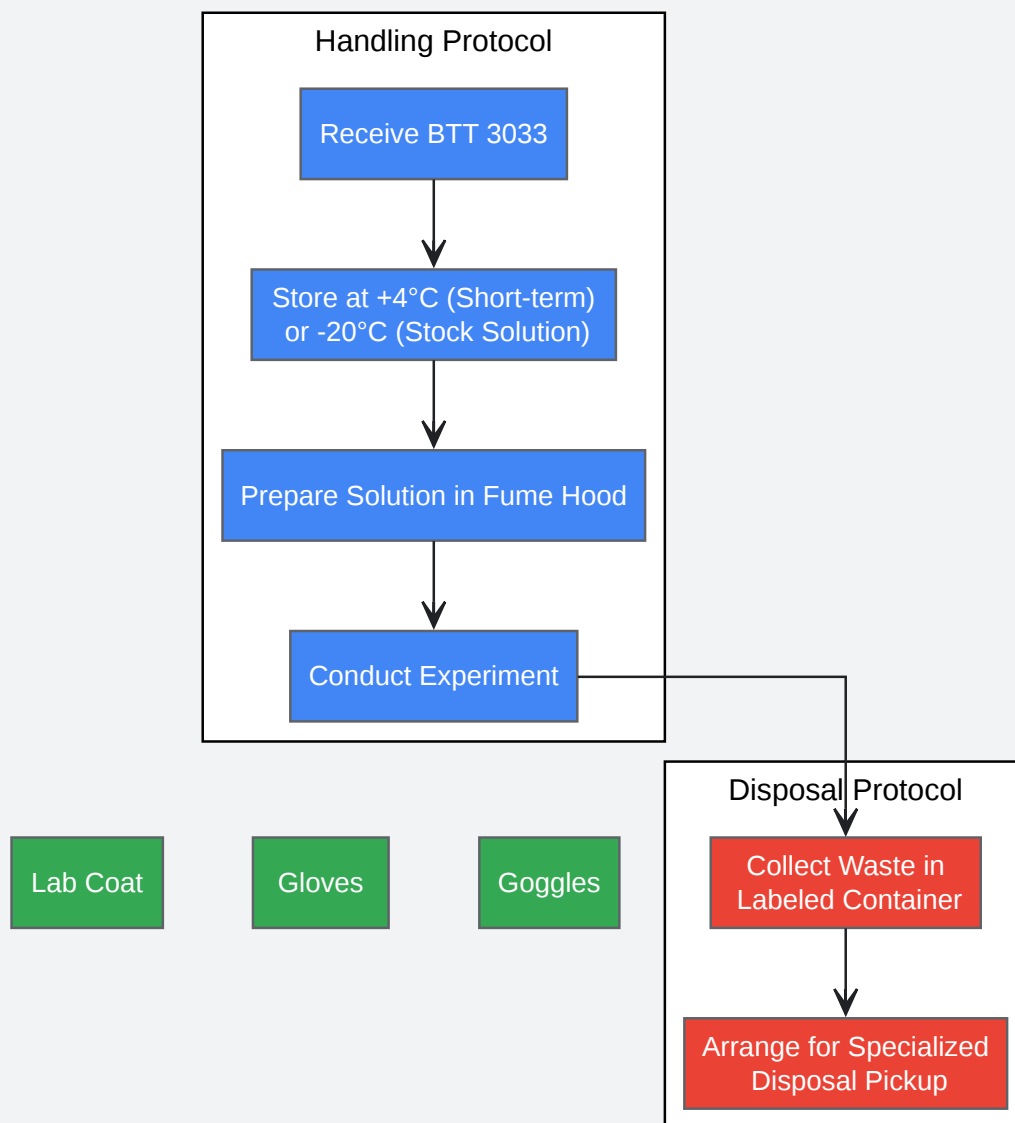 Handling Protocol
Receive BTT 3033
Store at +4°C (Short-term)
or -20°C (Stock Solution)
Prepare Solution in Fume Hood
Conduct Experiment
Disposal Protocol
Lab Coat
Gloves
Goggles
Collect Waste in
Labeled Container
Arrange for Specialized
Disposal Pickup